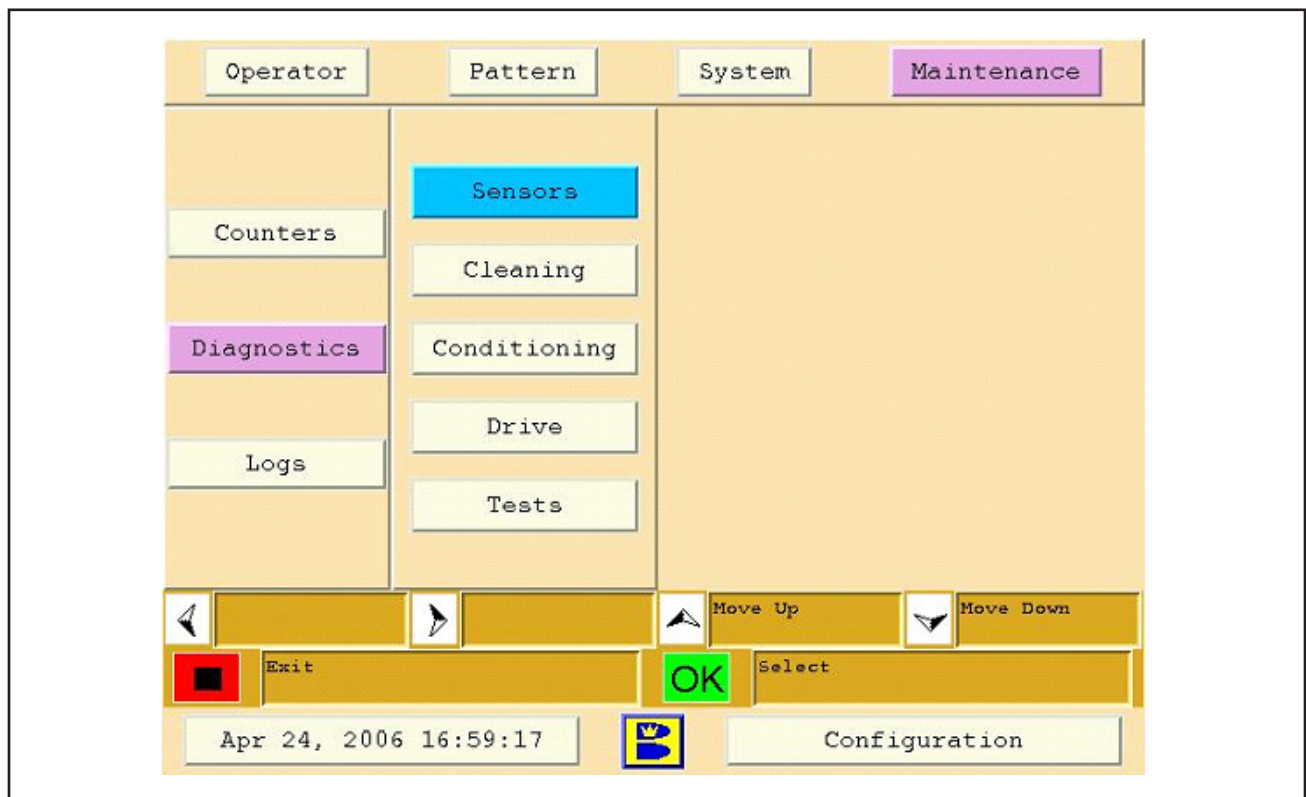 Operator Pattern System Maintenance
Counters
Diagnostics
Logs
Sensors
Cleaning
Conditioning
Drive
Tests
Move Up Move Down
Exit OK Select
Apr 24, 2006 16:59:17 Configuration